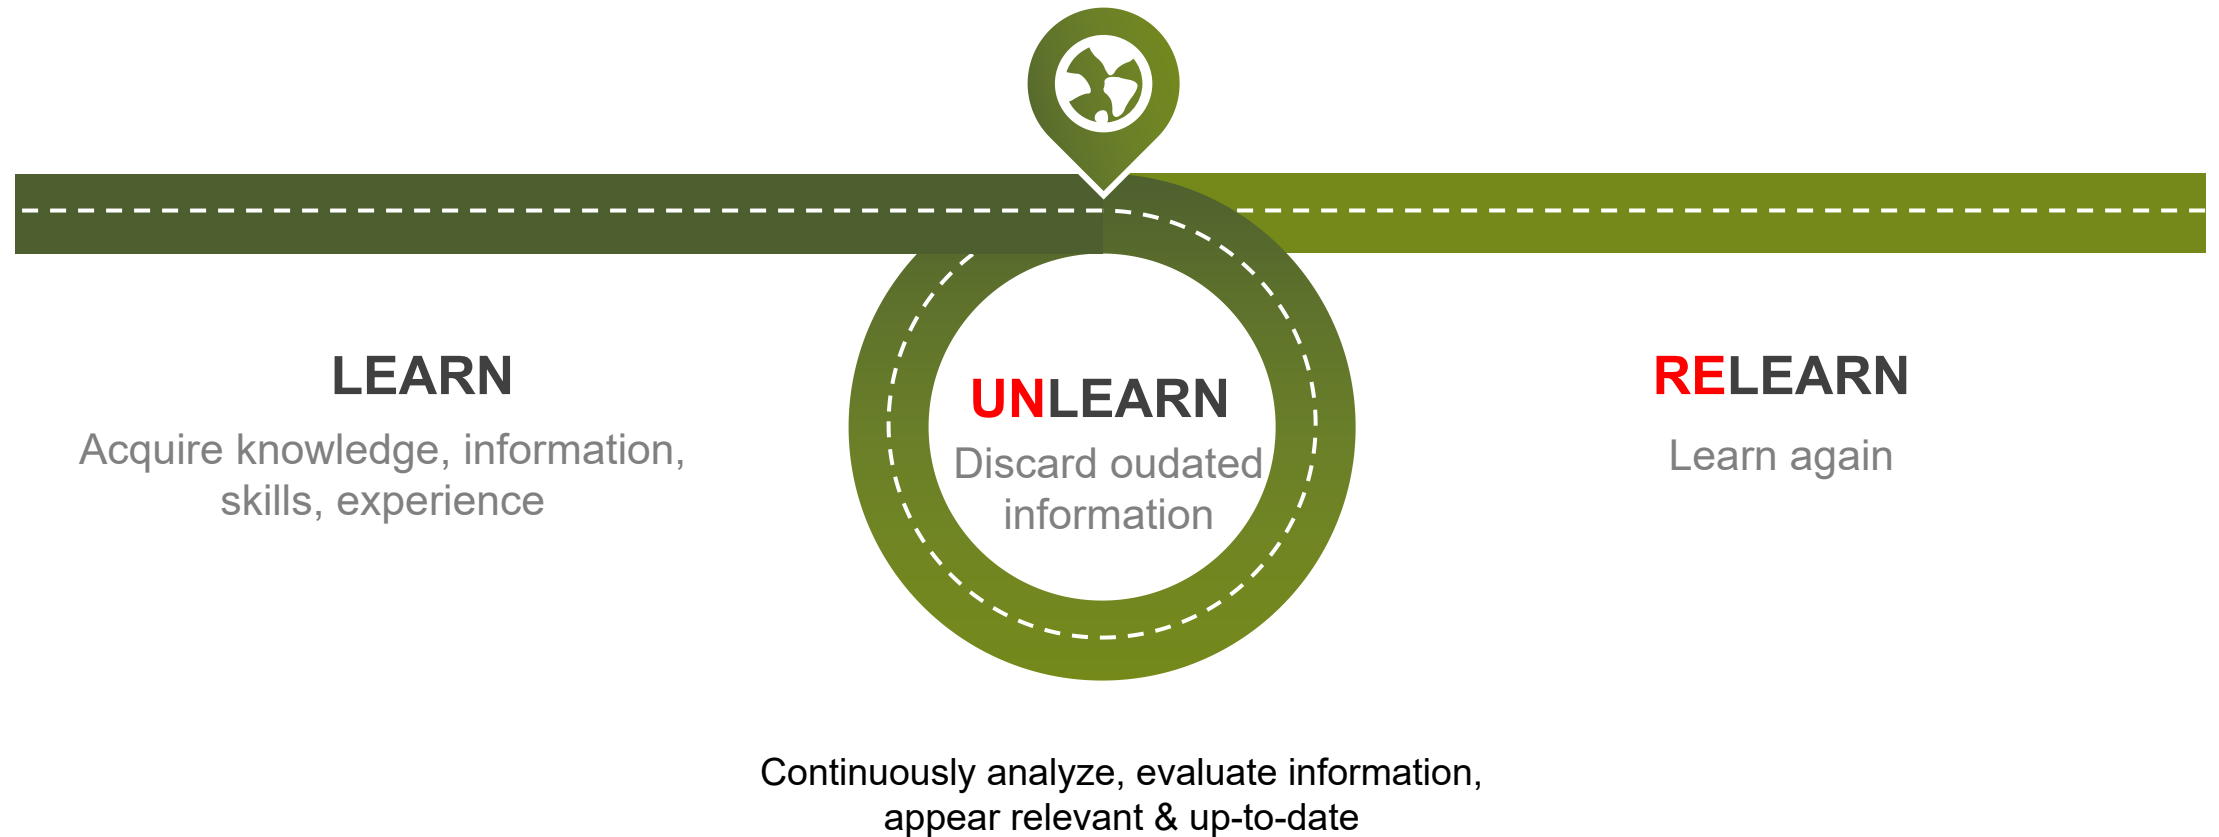 LEARN
Acquire knowledge, information,
skills, experience
UNLEARN
Discard oudated
information
RELEARN
Learn again
Continuously analyze, evaluate information,
appear relevant & up-to-date